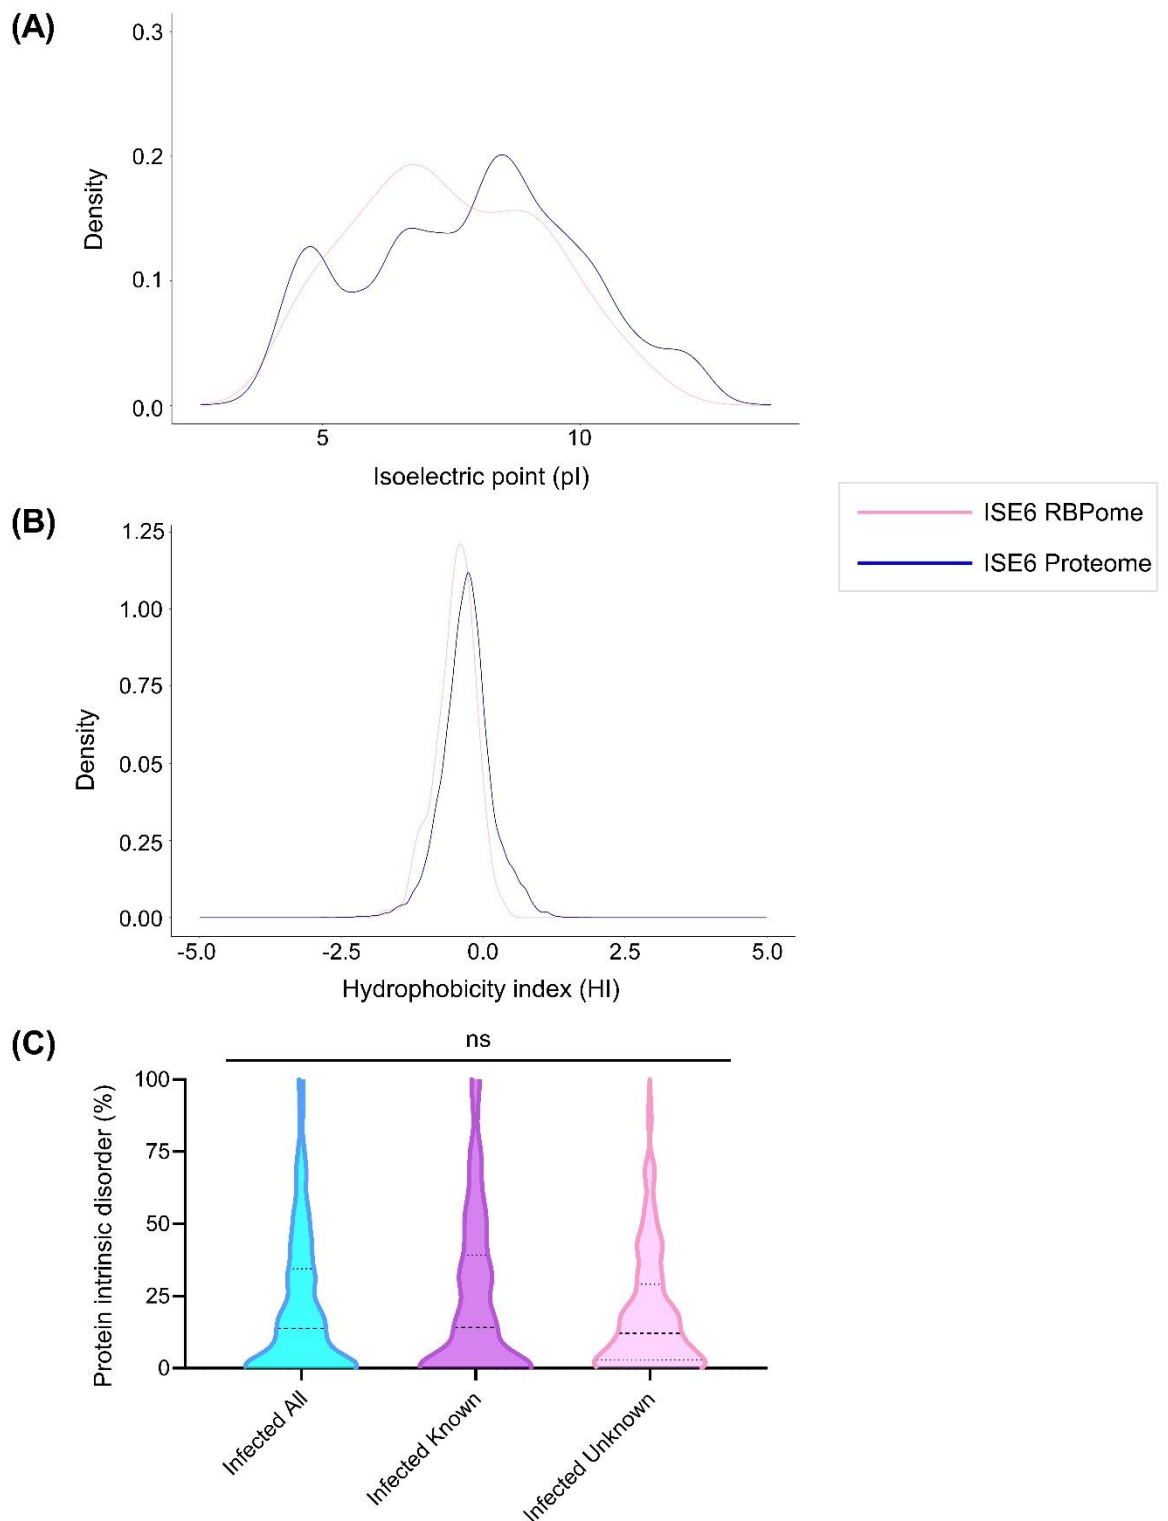 (A)
0.3
0.2
0.1
0.0
Density
5 10
Isoelectric point (pI)
ISE6 RBPome
ISE6 Proteome
(B)
1.25
1.00
0.75
0.05
0.25
0.00
Density
-5.0 -2.5 0.0 2.5 5.0
Hydrophobicity index (HI)
(C)
ns
100
75
50
25
0
Protein intrinsic disorder (%)
Infected All
Infected Known
Infected Unknown